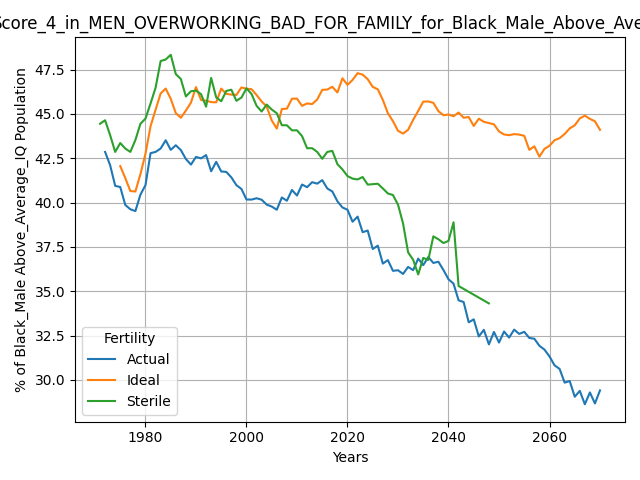 Score_4_in_MEN_OVERWORKING_BAD_FOR_FAMILY_for_Black_Male_Above_Ave
% of Black_Male Above_Average_IQ Population
47.5
45.0
42.5
40.0
37.5
35.0
32.5
30.0
Fertility
Actual
Ideal
Sterile
1980
2000
2020
2040
2060
Years